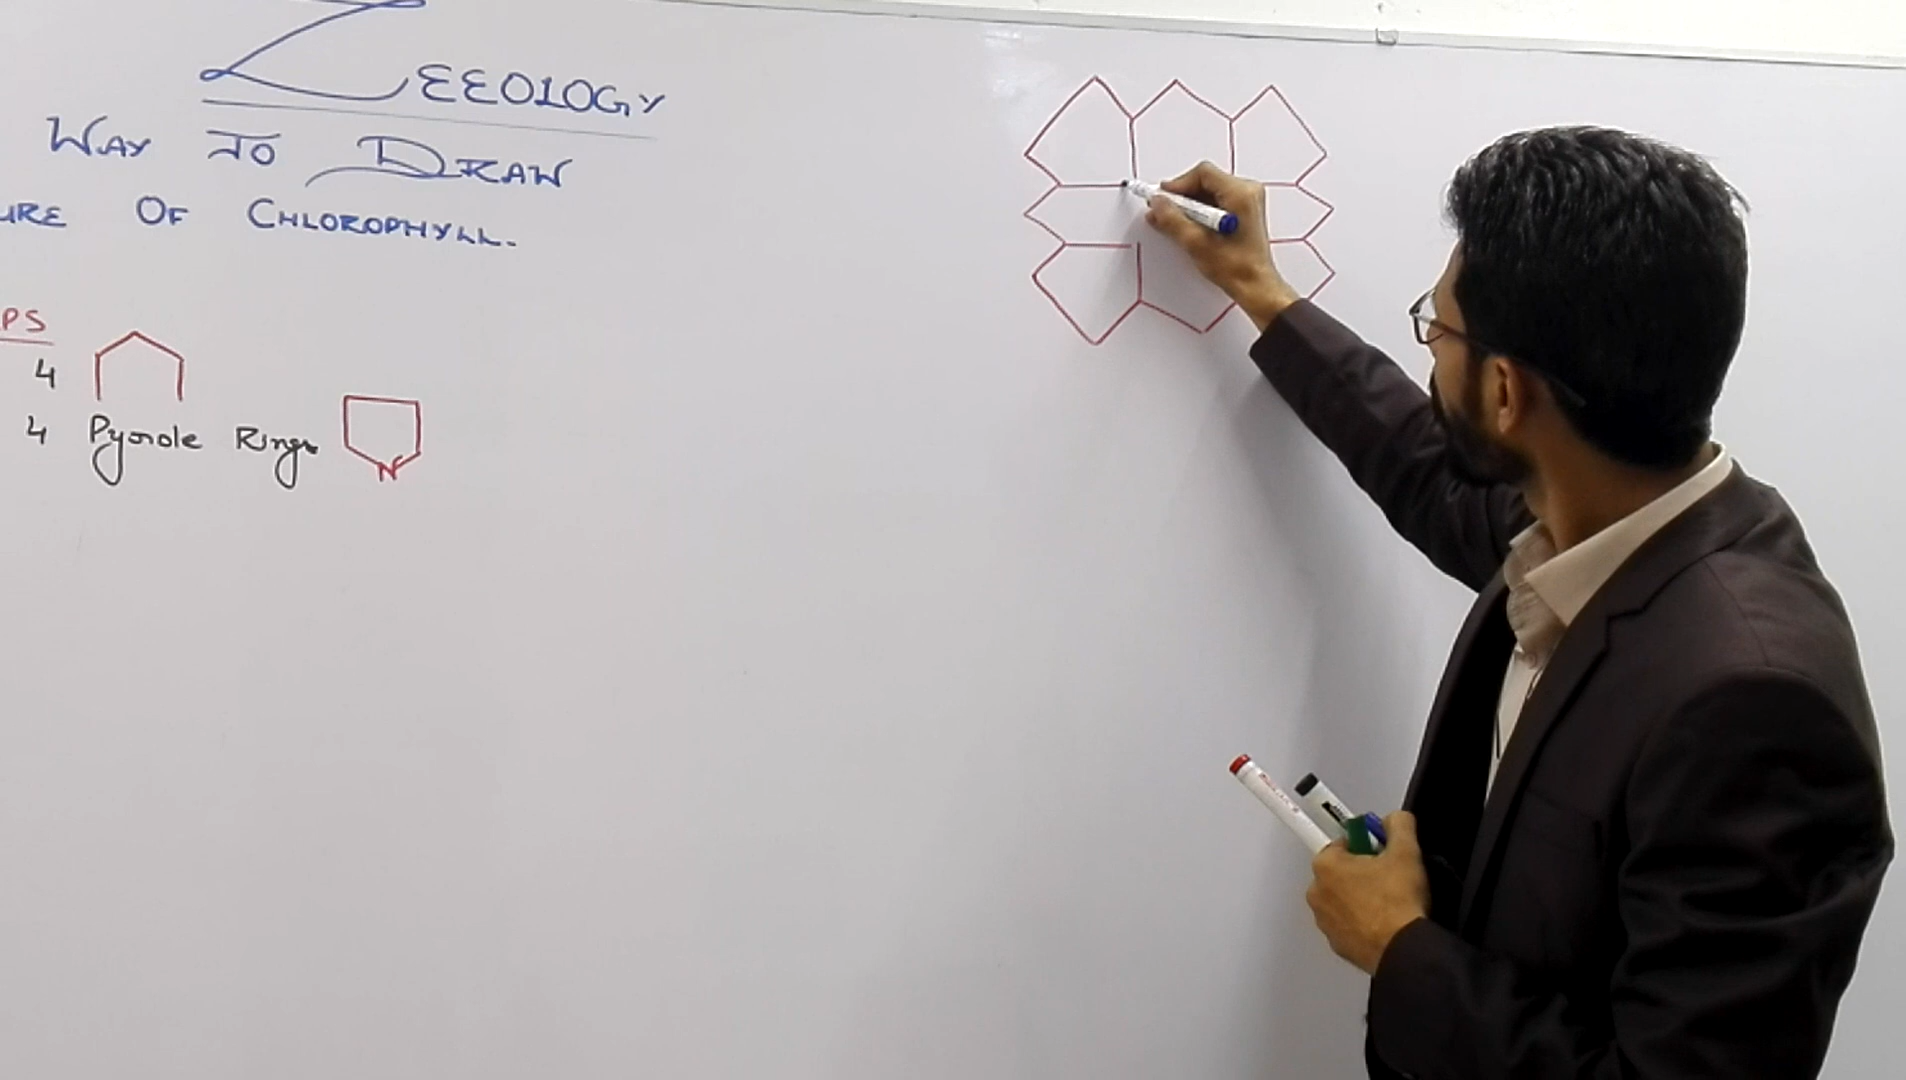 ZEEOLOGY
WAY TO DRAW
URE OF CHLOROPHYLL.
PS
4
4 Pyrrole Rings
N